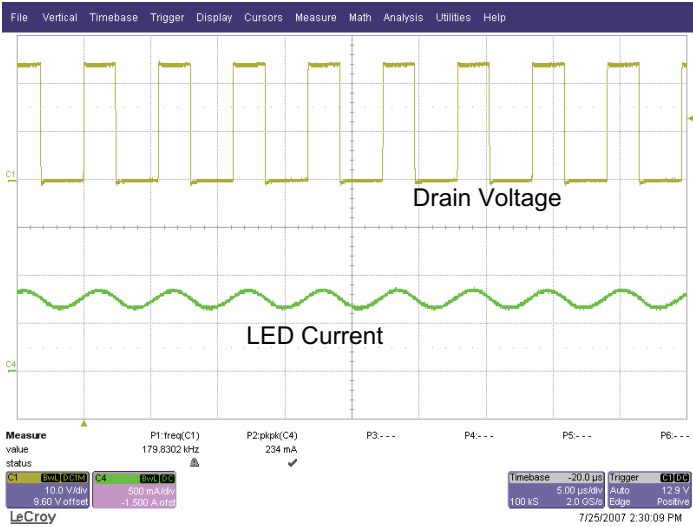 File Vertical Timebase Trigger Display Cursors Measure Math Analysis Utilities Help
C1
Drain Voltage
LED Current
C4
Measure P1:freq(C1) P2:pkpk(C4) P3:- - - P4:- - - P5:- - - P6:- - -
value 179.8302 kHz 234 mA
status
C1 BwL DC1M C4 BwL DC Timebase -20.0 µs Trigger C1 DC
10.0 V/div 500 mA/div 5.00 µs/div Auto 12.9 V
9.60 V offset -1.500 A ofst 100 kS 2.0 GS/s Edge Positive
LeCroy 7/25/2007 2:30:09 PM